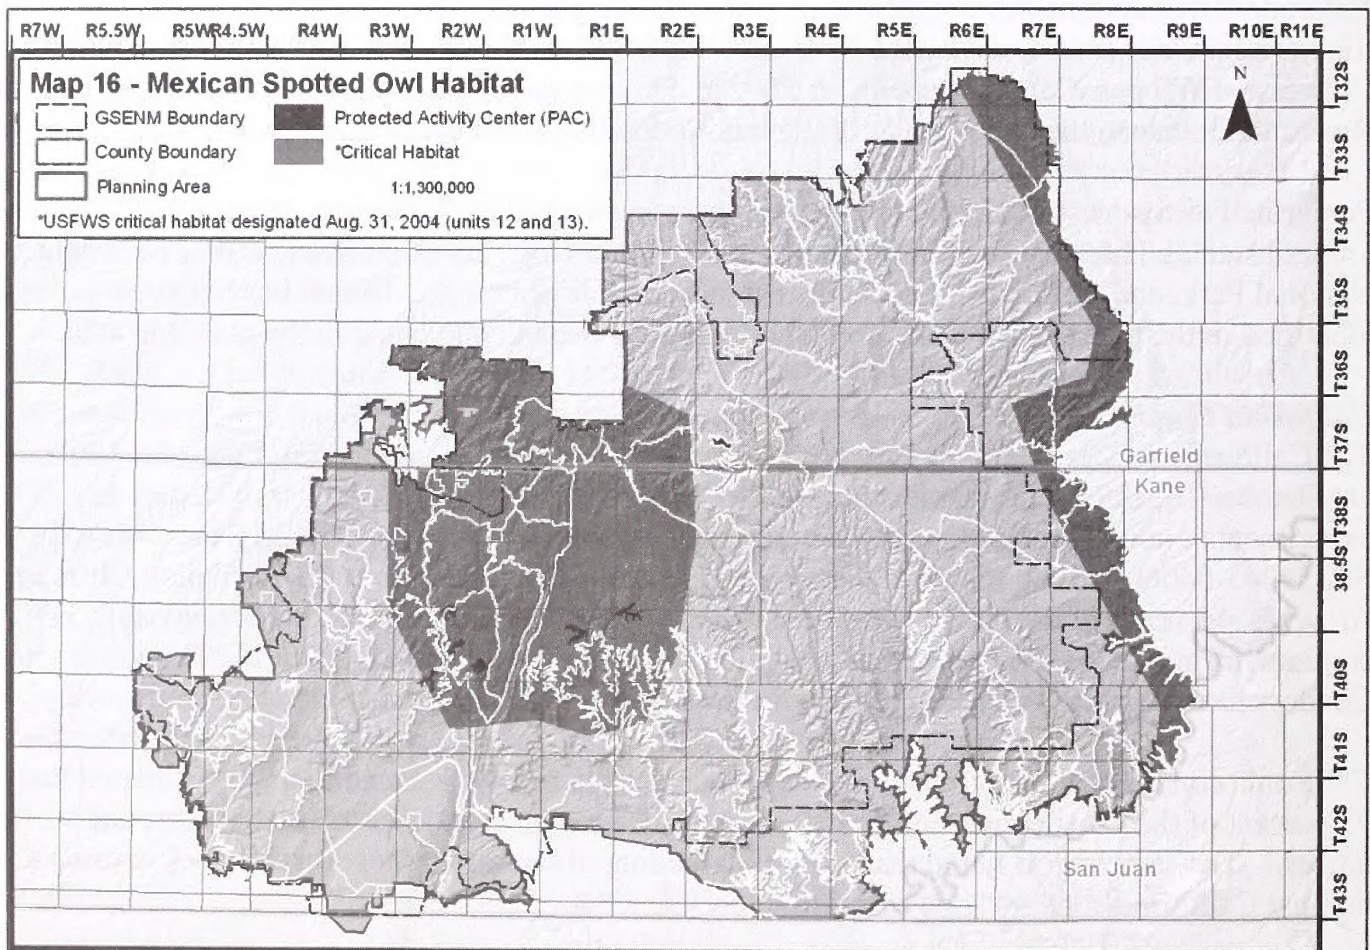 R7W R5.5W R5W R4.5W R4W R3W R2W R1W R1E R2E R3E R4E R5E R6E R7E R8E R9E R10E R11E
Map 16 - Mexican Spotted Owl Habitat
GSENM Boundary
Protected Activity Center (PAC)
County Boundary
*Critical Habitat
Planning Area
1:1,300,000
*USFWS critical habitat designated Aug. 31, 2004 (units 12 and 13).
N
T32S
T33S
T34S
T35S
T36S
T37S
Garfield
Kane
T38S
38.5S
T40S
T41S
T42S
San Juan
T43S